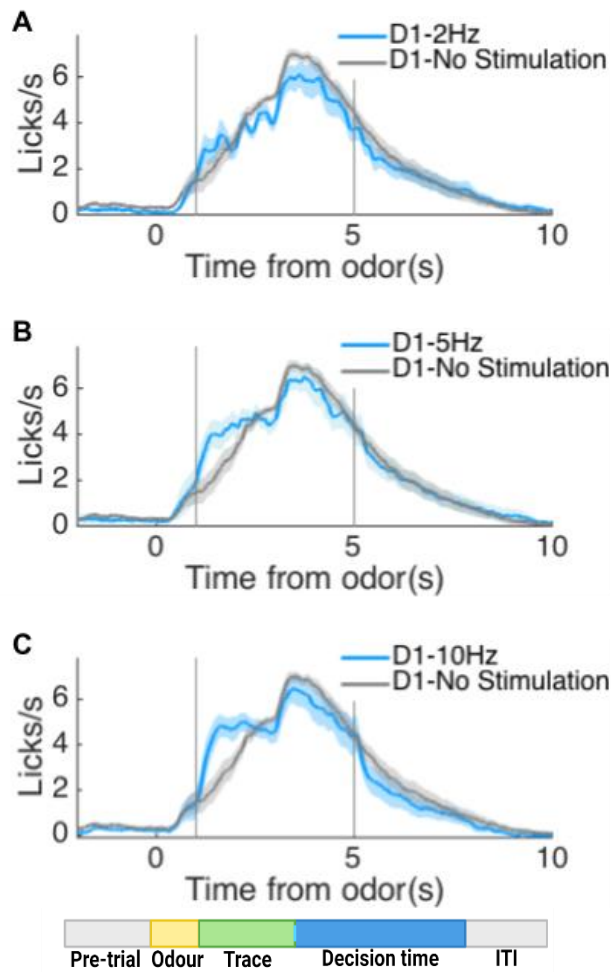 A
D1-2Hz
D1-No Stimulation
Licks/s
6
4
2
0
0
5
10
Time from odor(s)
B
D1-5Hz
D1-No Stimulation
Licks/s
6
4
2
0
0
5
10
Time from odor(s)
C
D1-10Hz
D1-No Stimulation
Licks/s
6
4
2
0
0
5
10
Time from odor(s)
Pre-trial Odour Trace Decision time ITI